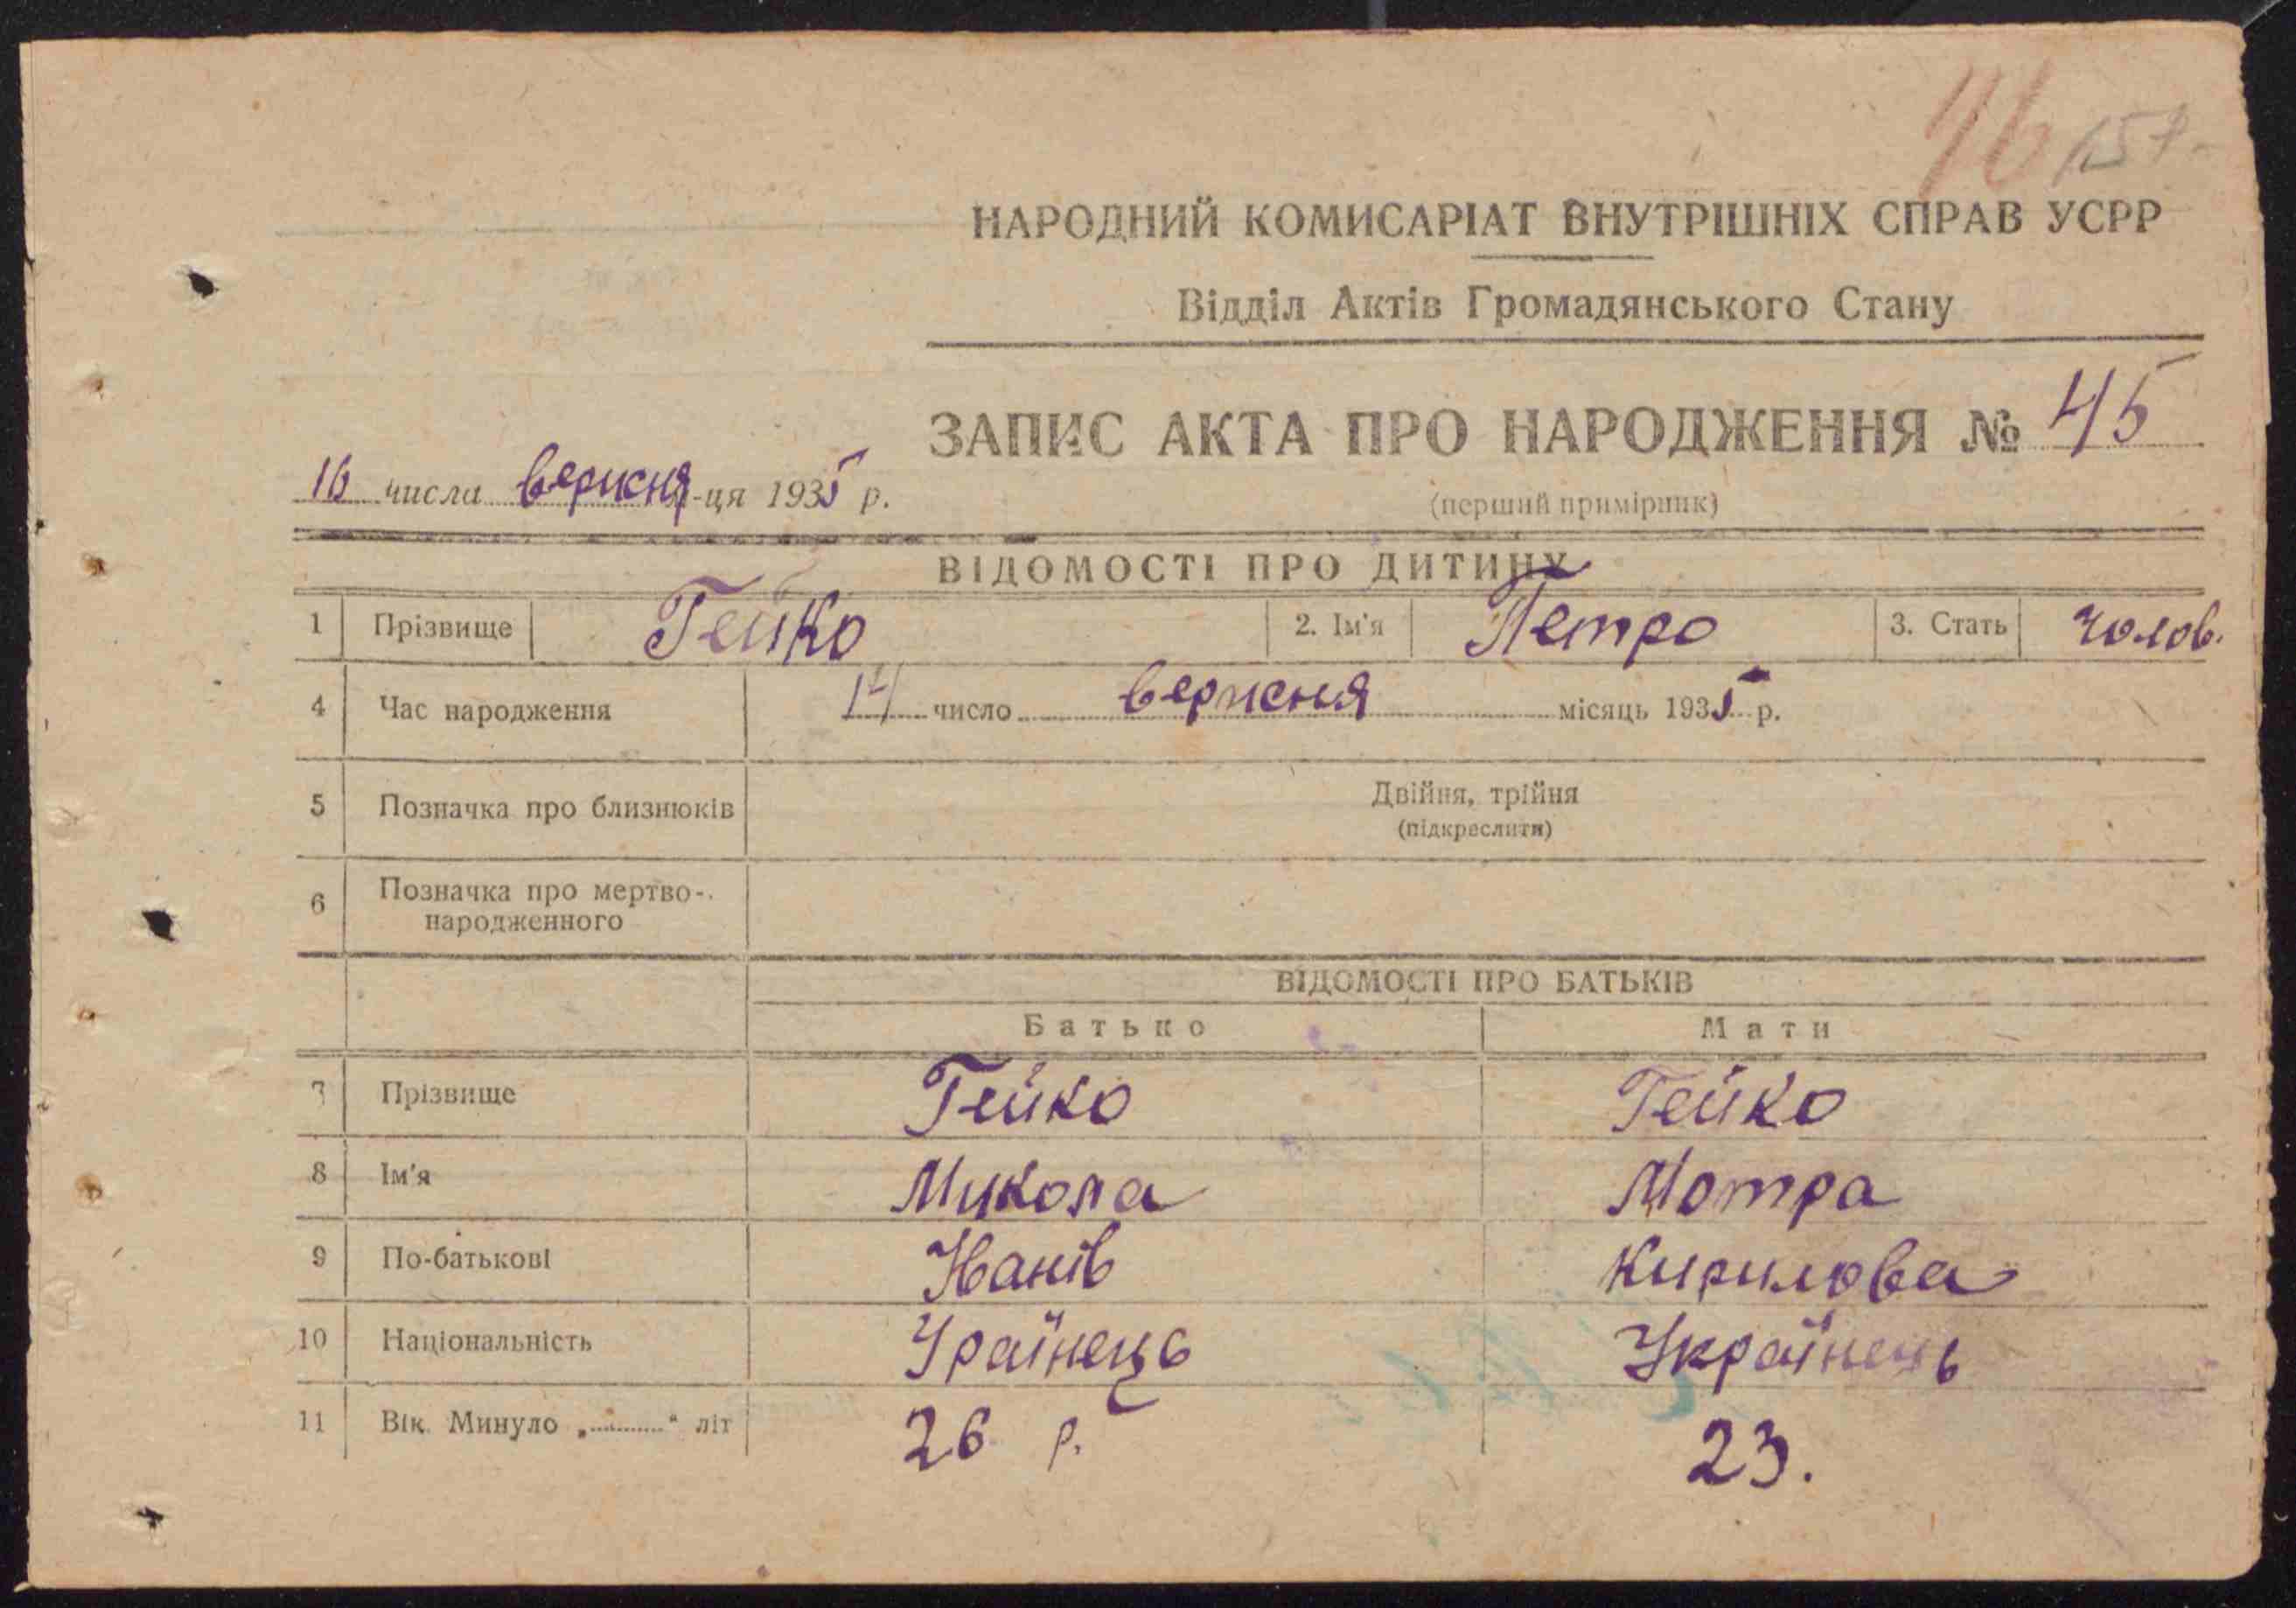 46 157
НАРОДНИЙ КОМИСАРІАТ ВНУТРІШНІХ СПРАВ УСРР
Відділ Актів Громадянського Стану
ЗАПИС АКТА ПРО НАРОДЖЕННЯ № 45
16 числа верисня м-ця 1935 р.
(перший примірник)
ВІДОМОСТІ ПРО ДИТИНУ
1 Прізвище Гейко 2. Ім'я Петро 3. Стать чолов.
4 Час народження 14 число верисня місяць 1935 р.
5 Позначка про близнюків Двійня, трійня
(підкреслити)
6 Позначка про мертво-
народженного
ВІДОМОСТІ ПРО БАТЬКІВ
Батько Мати
7 Прізвище Гейко Гейко
8 Ім'я Микола Мотра
9 По-батькові Іванів Кирилова
10 Національність Ураїнець Українець
11 Вік. Минуло „..........“ літ 26 р. 23.